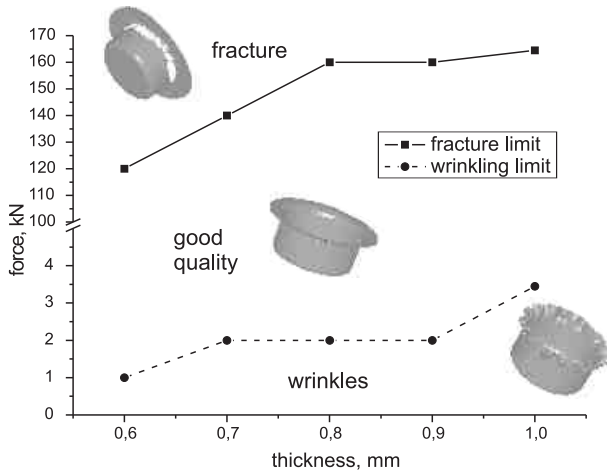 170
160
150
140
130
120
110
100
4
3
2
1
0
force, kN
fracture
fracture limit
wrinkling limit
good
quality
wrinkles
0,6
0,7
0,8
0,9
1,0
thickness, mm